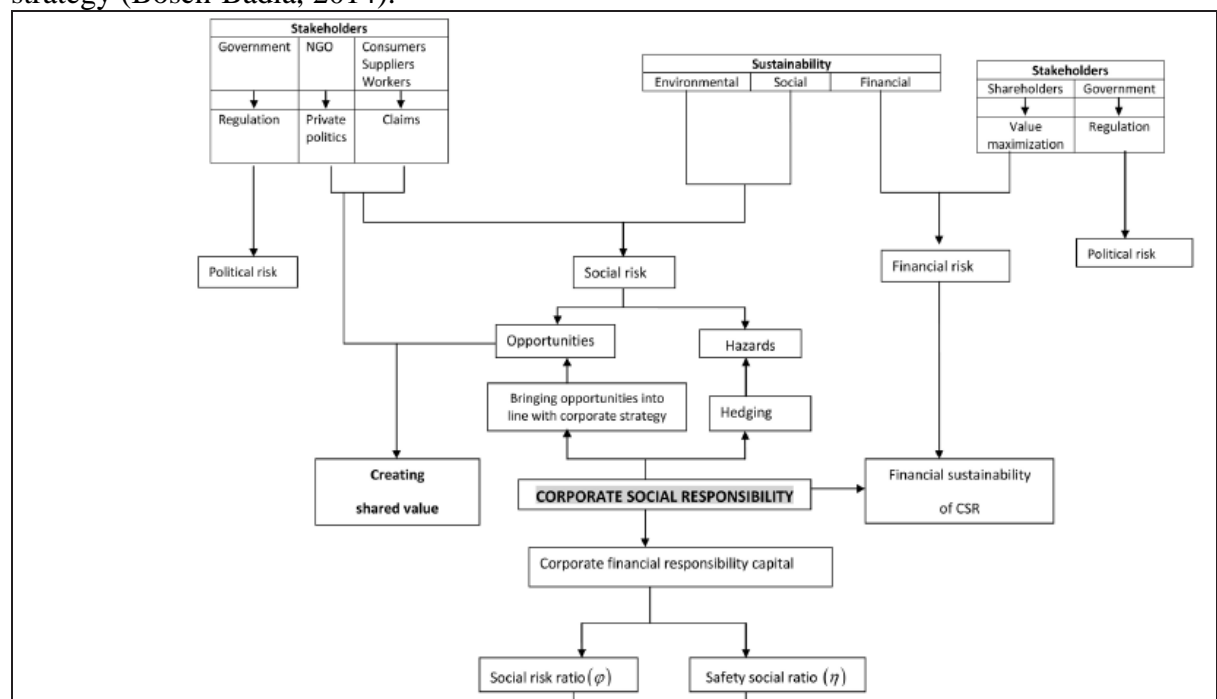 strategy (Bosch-Badia, 2014).
Stakeholders
Government
NGO
Consumers
Suppliers
Workers
Regulation
Private
politics
Claims
Sustainability
Environmental
Social
Financial
Stakeholders
Shareholders
Government
Value
maximization
Regulation
Political risk
Social risk
Financial risk
Political risk
Opportunities
Hazards
Bringing opportunities into
line with corporate strategy
Hedging
Creating
shared value
CORPORATE SOCIAL RESPONSIBILITY
Financial sustainability
of CSR
Corporate financial responsibility capital
Social risk ratio (φ)
Safety social ratio (η)